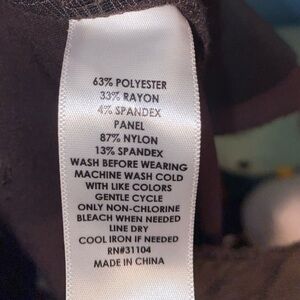 63% POLYESTER
33% RAYON
4% SPANDEX
PANEL
87% NYLON
13% SPANDEX
WASH BEFORE WEARING
MACHINE WASH COLD
WITH LIKE COLORS
GENTLE CYCLE
ONLY NON-CHLORINE
BLEACH WHEN NEEDED
LINE DRY
COOL IRON IF NEEDED
RN#31104
MADE IN CHINA